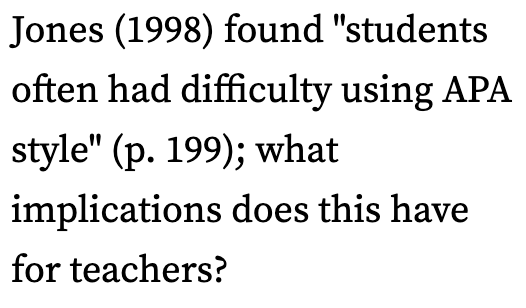 Jones (1998) found "students
often had difficulty using APA
style" (p. 199); what
implications does this have
for teachers?